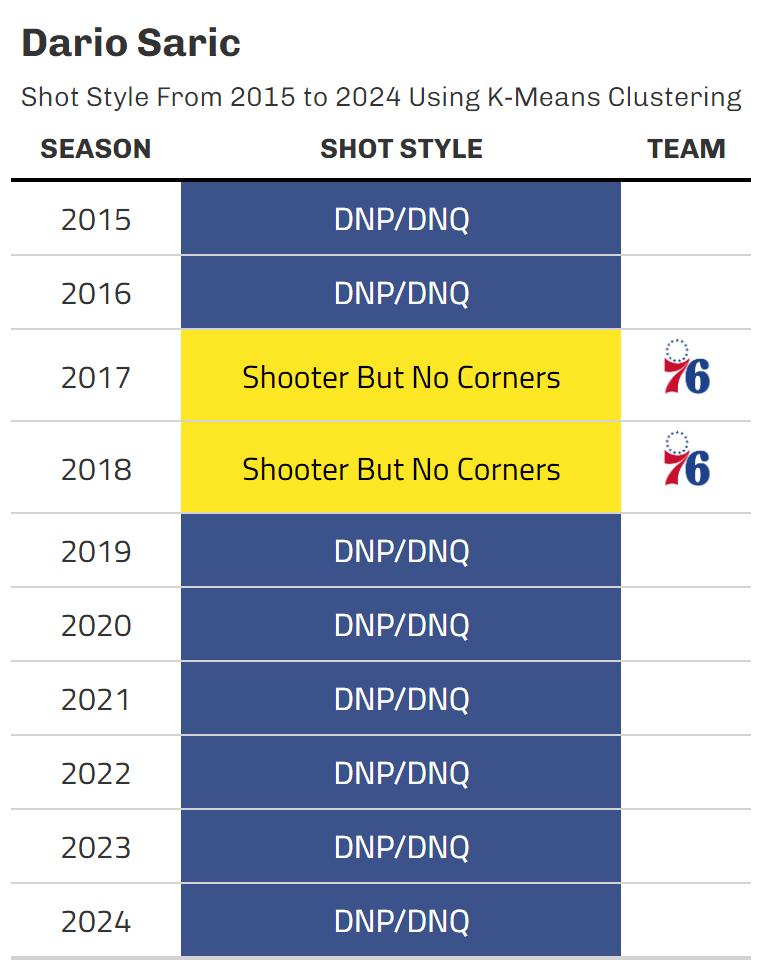 Dario Saric
Shot Style From 2015 to 2024 Using K-Means Clustering
SEASON SHOT STYLE TEAM
2015 DNP/DNQ
2016 DNP/DNQ
2017 Shooter But No Corners 76
2018 Shooter But No Corners 76
2019 DNP/DNQ
2020 DNP/DNQ
2021 DNP/DNQ
2022 DNP/DNQ
2023 DNP/DNQ
2024 DNP/DNQ